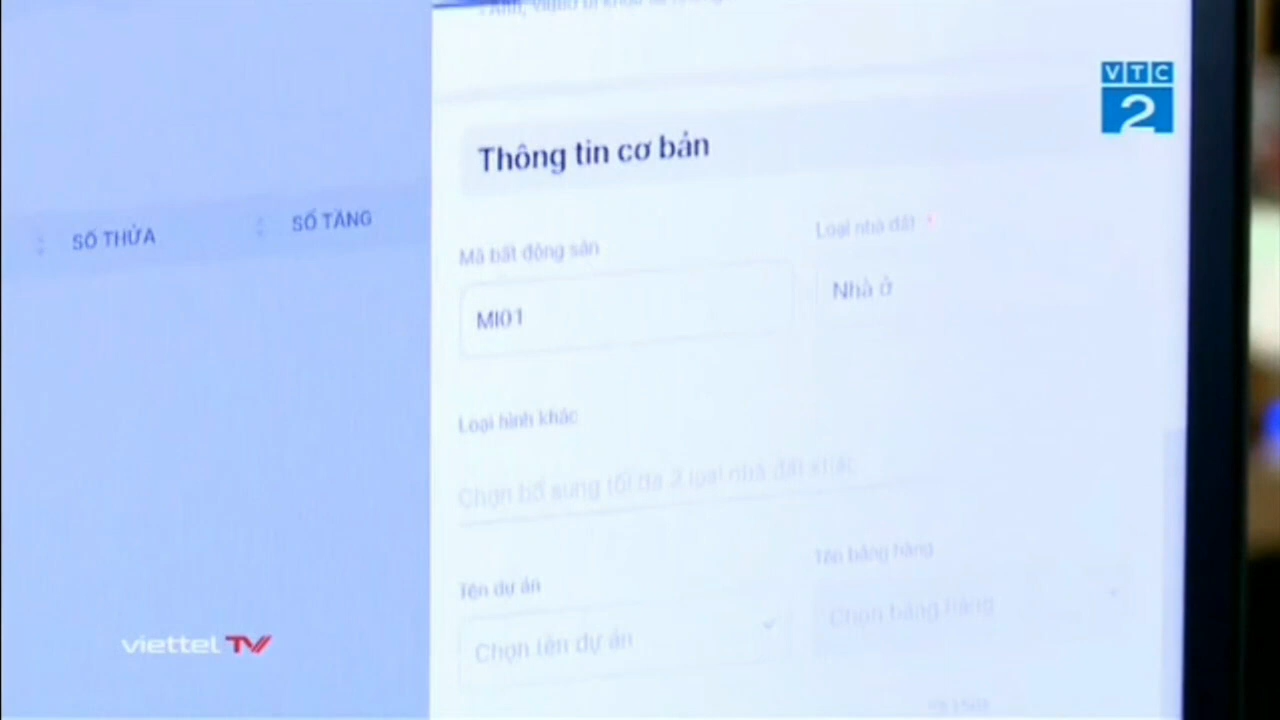 VTC
2
Thông tin cơ bản
SỐ THỬA
SỐ TẦNG
Mã bất động sản
Loại nhà đất *
MI01
Nhà ở
Loại hình khác
Chọn bổ sung tối đa 2 loại nhà đất khác
Tên dự án
Tên bảng hàng
Chọn tên dự án
Chọn bảng hàng
viettel TV